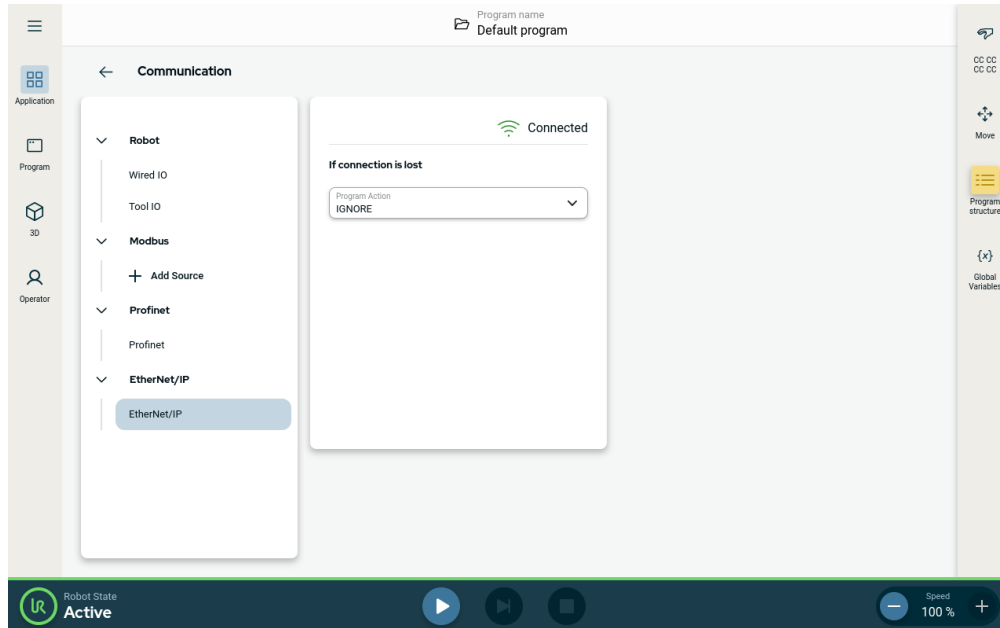 Program name
Default program
Communication
Application
Program
3D
Operator
Robot
Wired IO
Tool IO
Modbus
Add Source
Profinet
Profinet
EtherNet/IP
EtherNet/IP
Connected
If connection is lost
Program Action
IGNORE
CC CC
CC CC
Move
Program
structure
{x}
Global
Variables
Robot State
Active
Speed
100 %